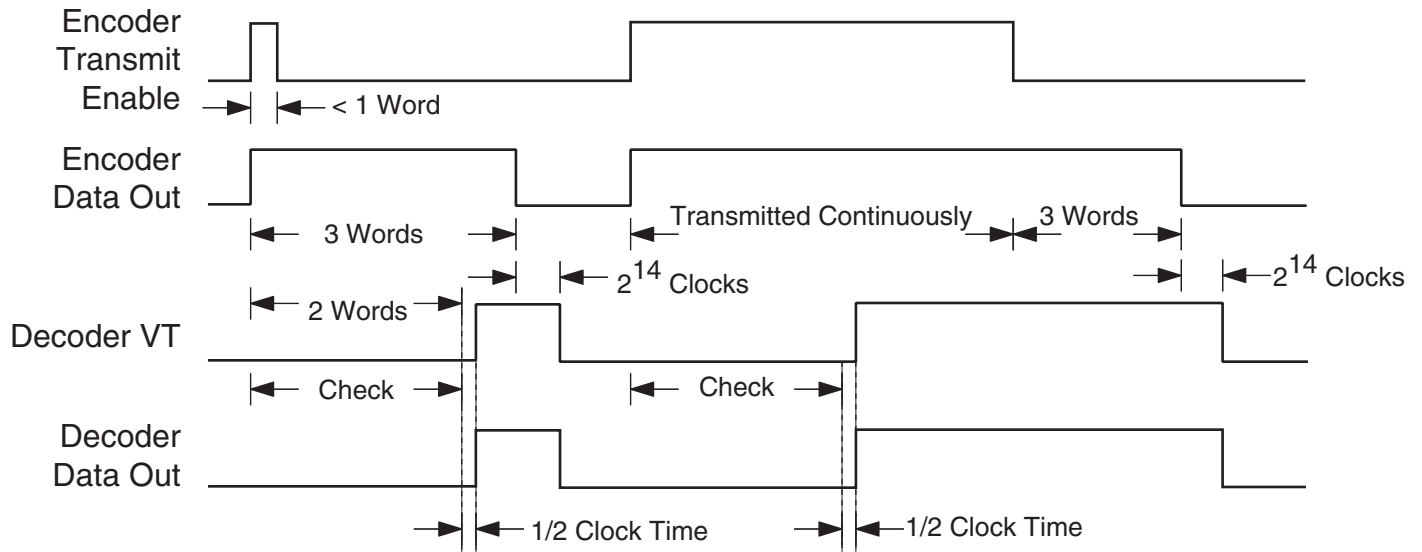 Encoder
Transmit
Enable
< 1 Word
Encoder
Data Out
3 Words
Transmitted Continuously
3 Words
2^14 Clocks
2^14 Clocks
2 Words
Decoder VT
Check
Check
Decoder
Data Out
1/2 Clock Time
1/2 Clock Time